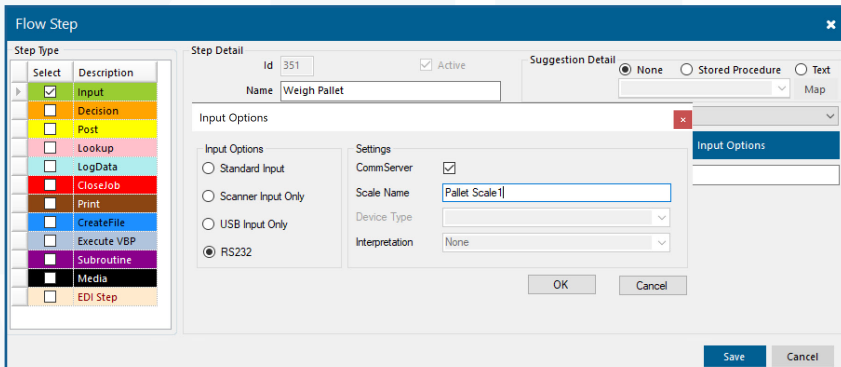 Flow Step
Step Type
Select Description
Input
Decision
Post
Lookup
LogData
CloseJob
Print
CreateFile
Execute VBP
Subroutine
Media
EDI Step
Step Detail
Id 351 Active
Name Weigh Pallet
Suggestion Detail None Stored Procedure Text
Map
Input Options
Input Options
Input Options
Standard Input
Scanner Input Only
USB Input Only
RS232
Settings
CommServer
Scale Name Pallet Scale1
Device Type
Interpretation None
OK Cancel
Save Cancel